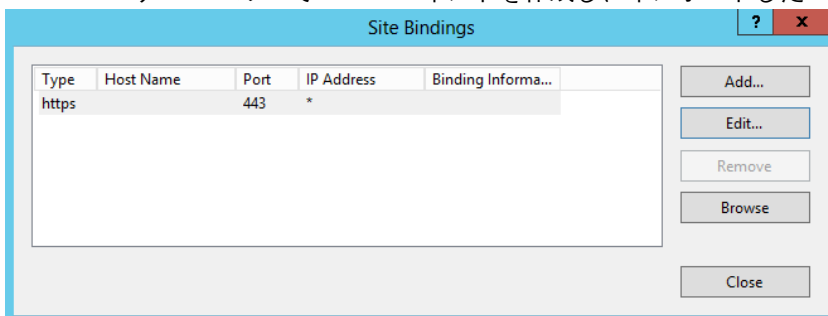 Site Bindings
? x
Type Host Name Port IP Address Binding Informa...
https 443 *
Add...
Edit...
Remove
Browse
Close